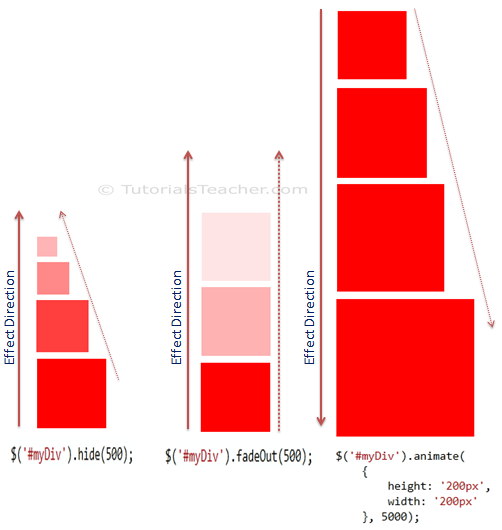 © TutorialsTeacher.com
Effect Direction
Effect Direction
Effect Direction
$('#myDiv').hide(500);
$('#myDiv').fadeOut(500);
$('#myDiv').animate(
{
height: '200px',
width: '200px'
}, 5000);